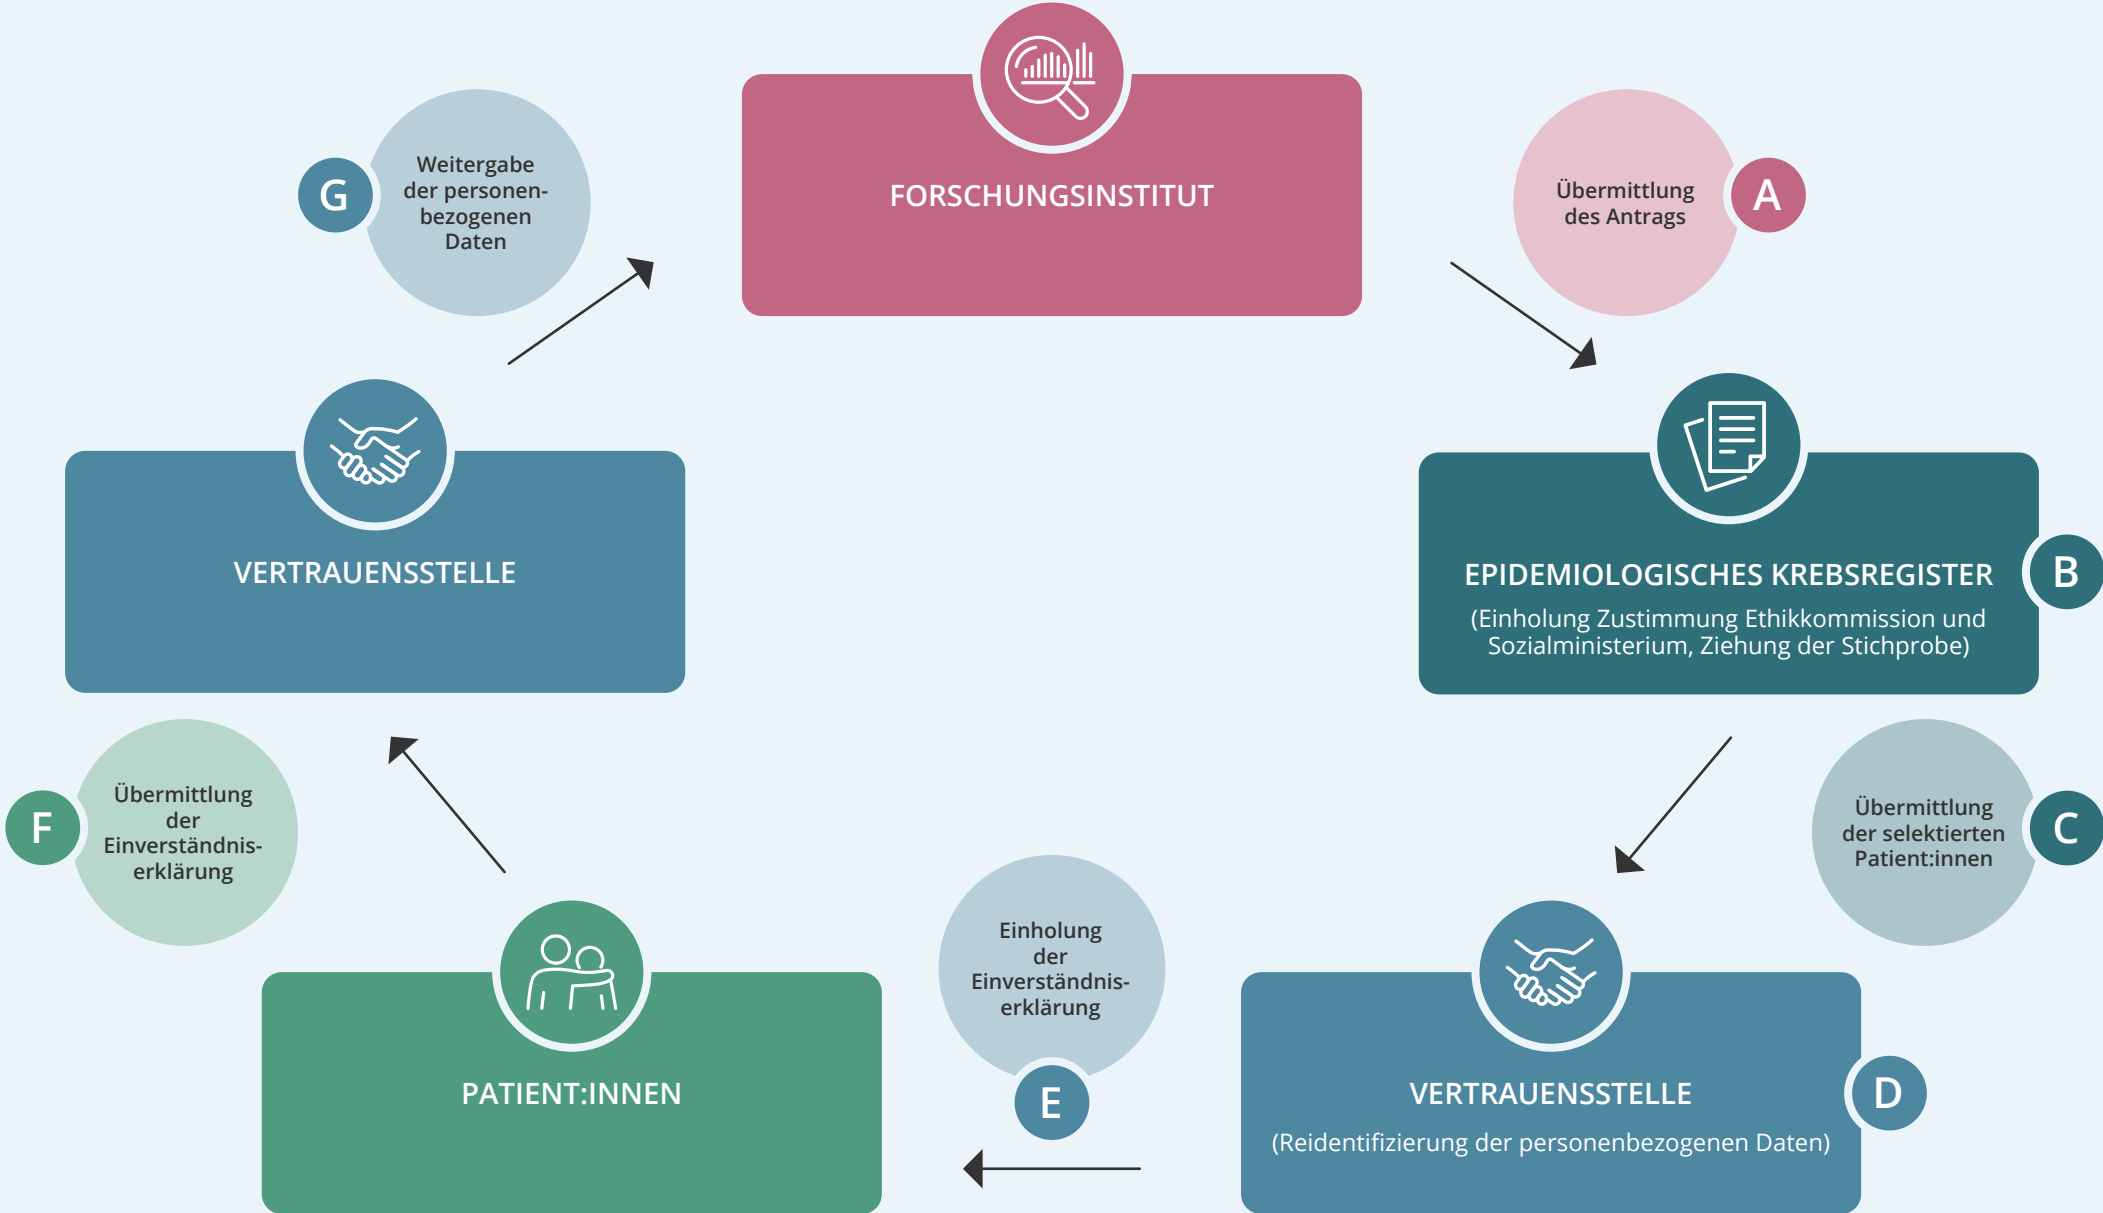 FORSCHUNGSINSTITUT
Übermittlung
des Antrags
A
EPIDEMIOLOGISCHES KREBSREGISTER
(Einholung Zustimmung Ethikkommission und
Sozialministerium, Ziehung der Stichprobe)
B
Übermittlung
der selektierten
Patient:innen
C
VERTRAUENSSTELLE
(Reidentifizierung der personenbezogenen Daten)
D
Einholung
der
Einverständnis-
erklärung
E
PATIENT:INNEN
F
Übermittlung
der
Einverständnis-
erklärung
VERTRAUENSSTELLE
G
Weitergabe
der personen-
bezogenen
Daten